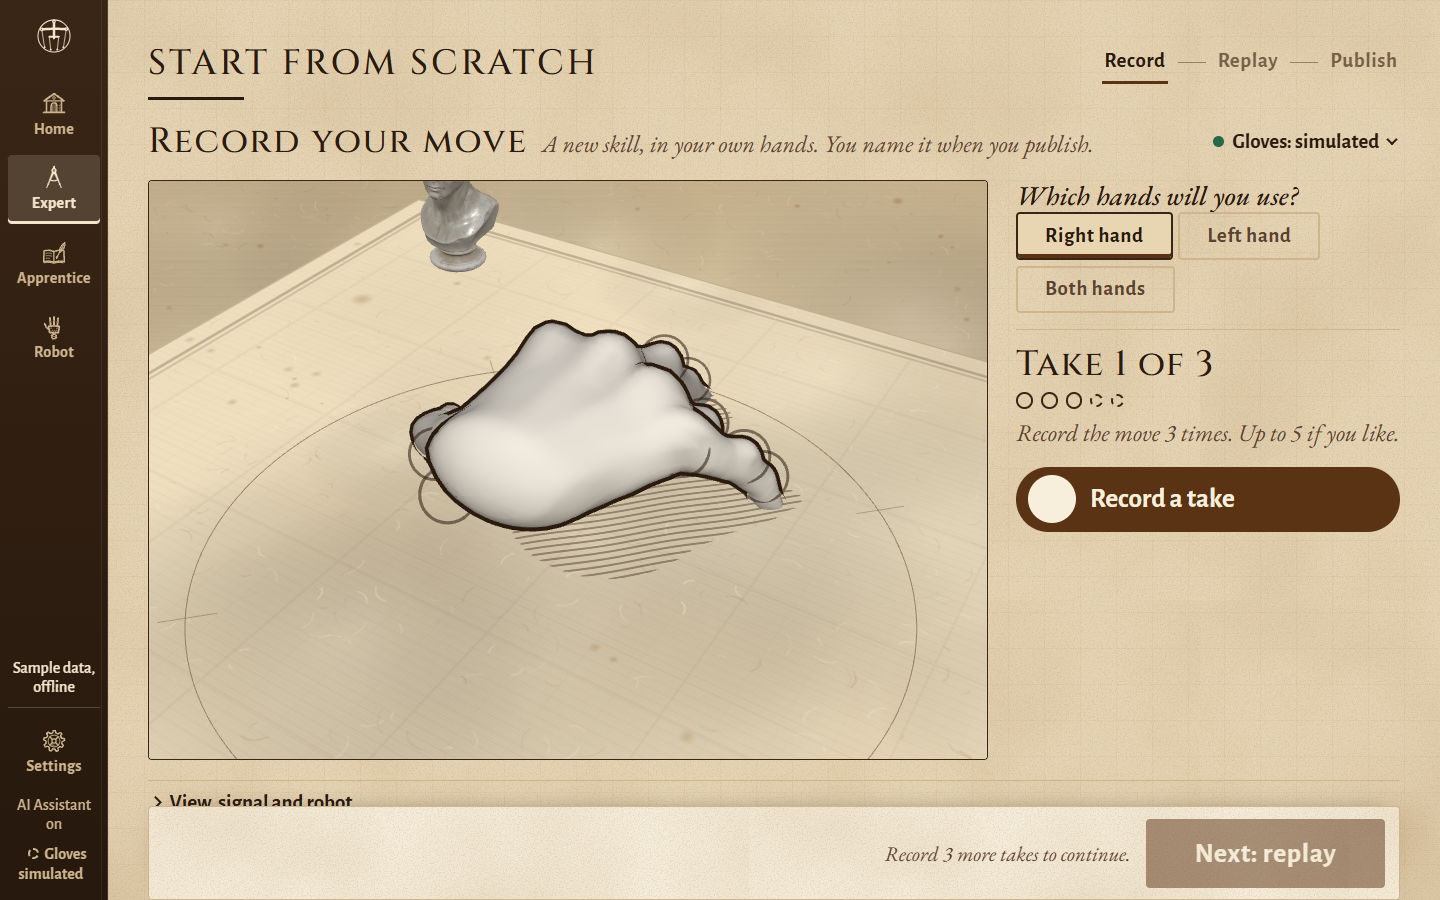 START FROM SCRATCH
Record — Replay — Publish
Home
Expert
Apprentice
Robot
Sample data,
offline
Settings
AI Assistant
on
Gloves
simulated
RECORD YOUR MOVE
A new skill, in your own hands. You name it when you publish.
Gloves: simulated
Which hands will you use?
Right hand
Left hand
Both hands
TAKE 1 OF 3
Record the move 3 times. Up to 5 if you like.
Record a take
View, signal and robot
Record 3 more takes to continue.
Next: replay